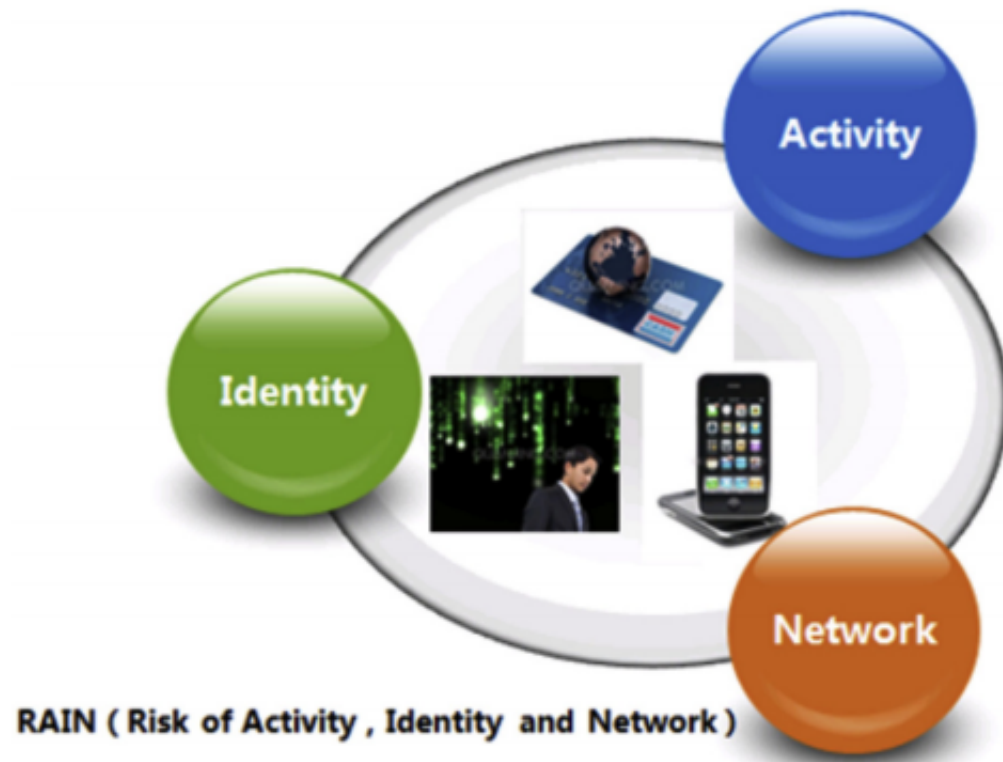 Activity
Identity
Network
RAIN ( Risk of Activity , Identity and Network )